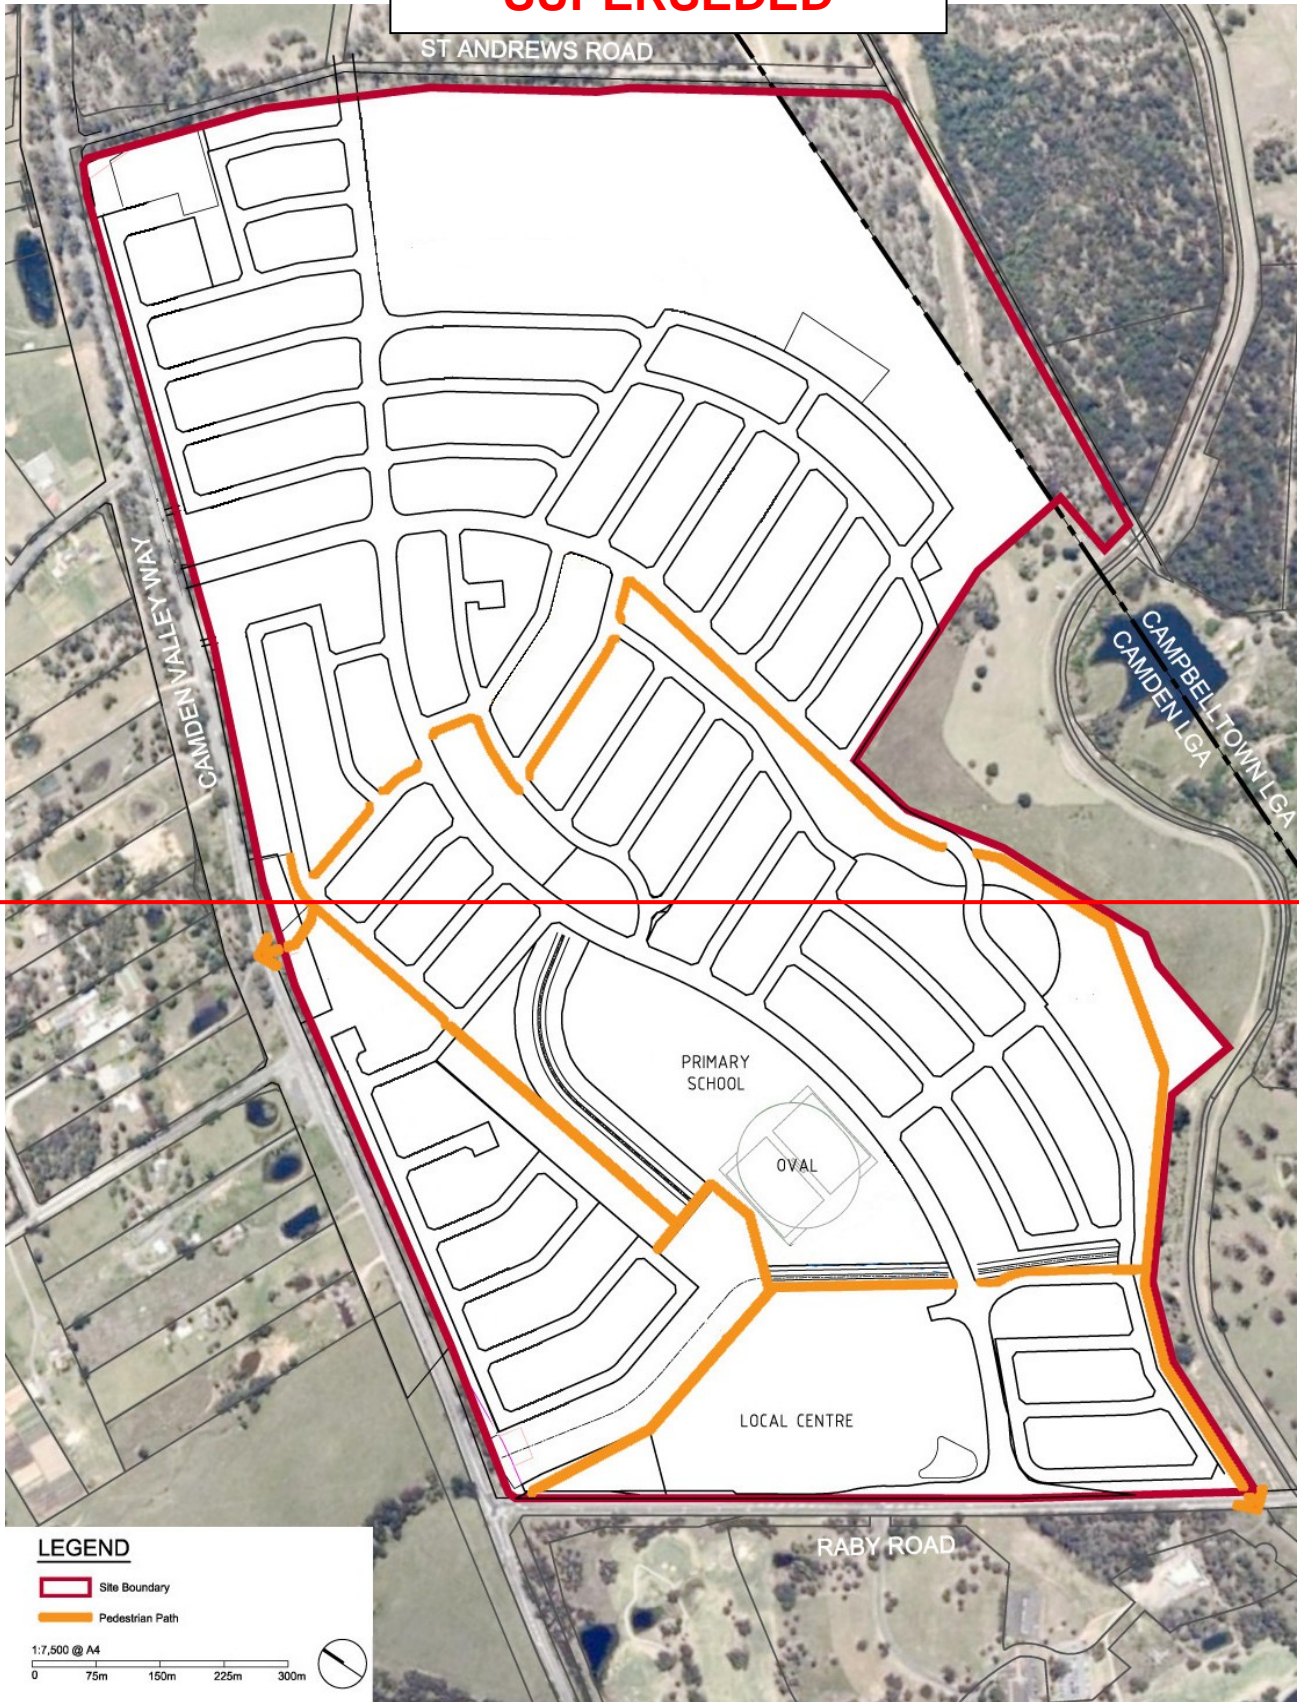 SUPERSEDED
ST ANDREWS ROAD
CAMDEN VALLEY WAY
CAMPBELLTOWN LGA
CAMDEN LGA
PRIMARY
SCHOOL
OVAL
LOCAL CENTRE
RABY ROAD
LEGEND
Site Boundary
Pedestrian Path
1:7,500 @ A4
0 75m 150m 225m 300m